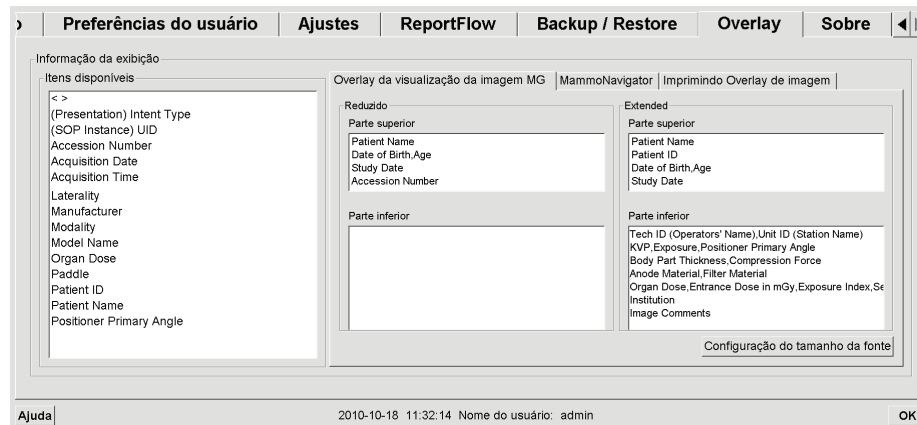 Preferências do usuário
Ajustes
ReportFlow
Backup / Restore
Overlay
Sobre
Informação da exibição
Itens disponíveis
< >
(Presentation) Intent Type
(SOP Instance) UID
Accession Number
Acquisition Date
Acquisition Time
Laterality
Manufacturer
Modality
Model Name
Organ Dose
Paddle
Patient ID
Patient Name
Positioner Primary Angle
Overlay da visualização da imagem MG
MammoNavigator
Imprimindo Overlay de imagem
Reduzido
Parte superior
Patient Name
Date of Birth,Age
Study Date
Accession Number
Parte inferior
Extended
Parte superior
Patient Name
Patient ID
Date of Birth,Age
Study Date
Parte inferior
Tech ID (Operators' Name),Unit ID (Station Name)
KVP,Exposure,Positioner Primary Angle
Body Part Thickness,Compression Force
Anode Material,Filter Material
Organ Dose,Entrance Dose in mGy,Exposure Index,Se
Institution
Image Comments
Configuração do tamanho da fonte
Ajuda
2010-10-18 11:32:14 Nome do usuário: admin
OK